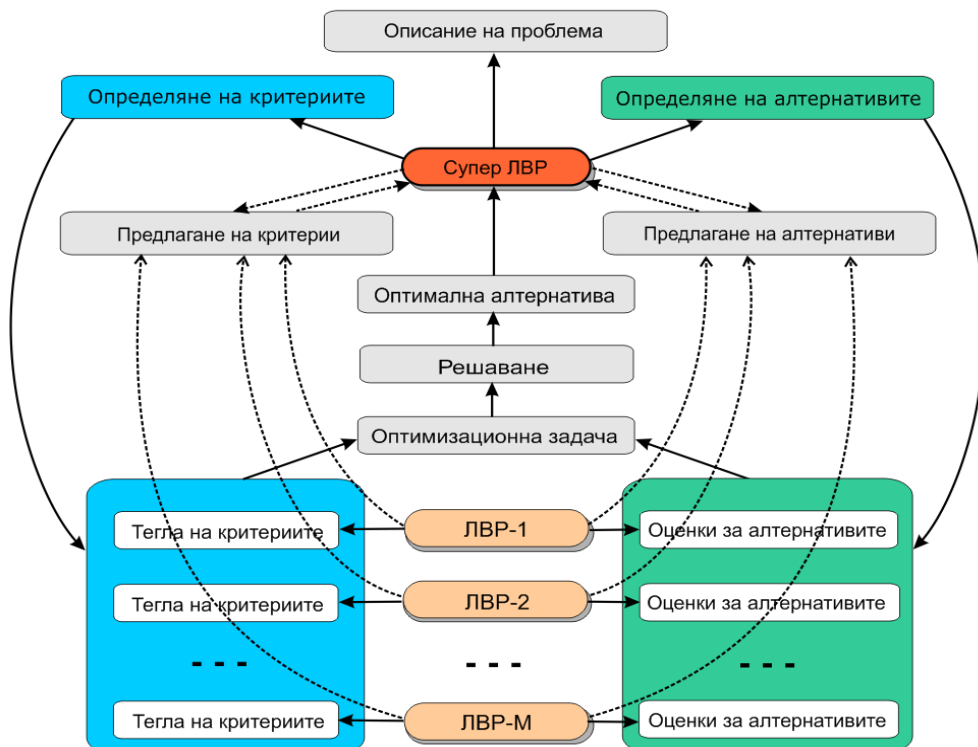 Описание на проблема
Определяне на критериите
Определяне на алтернативите
Супер ЛВР
Предлагане на критерии
Предлагане на алтернативи
Оптимална алтернатива
Решаване
Оптимизационна задача
Тегла на критериите
ЛВР-1
Оценки за алтернативите
Тегла на критериите
ЛВР-2
Оценки за алтернативите
- - -
- - -
- - -
Тегла на критериите
ЛВР-М
Оценки за алтернативите